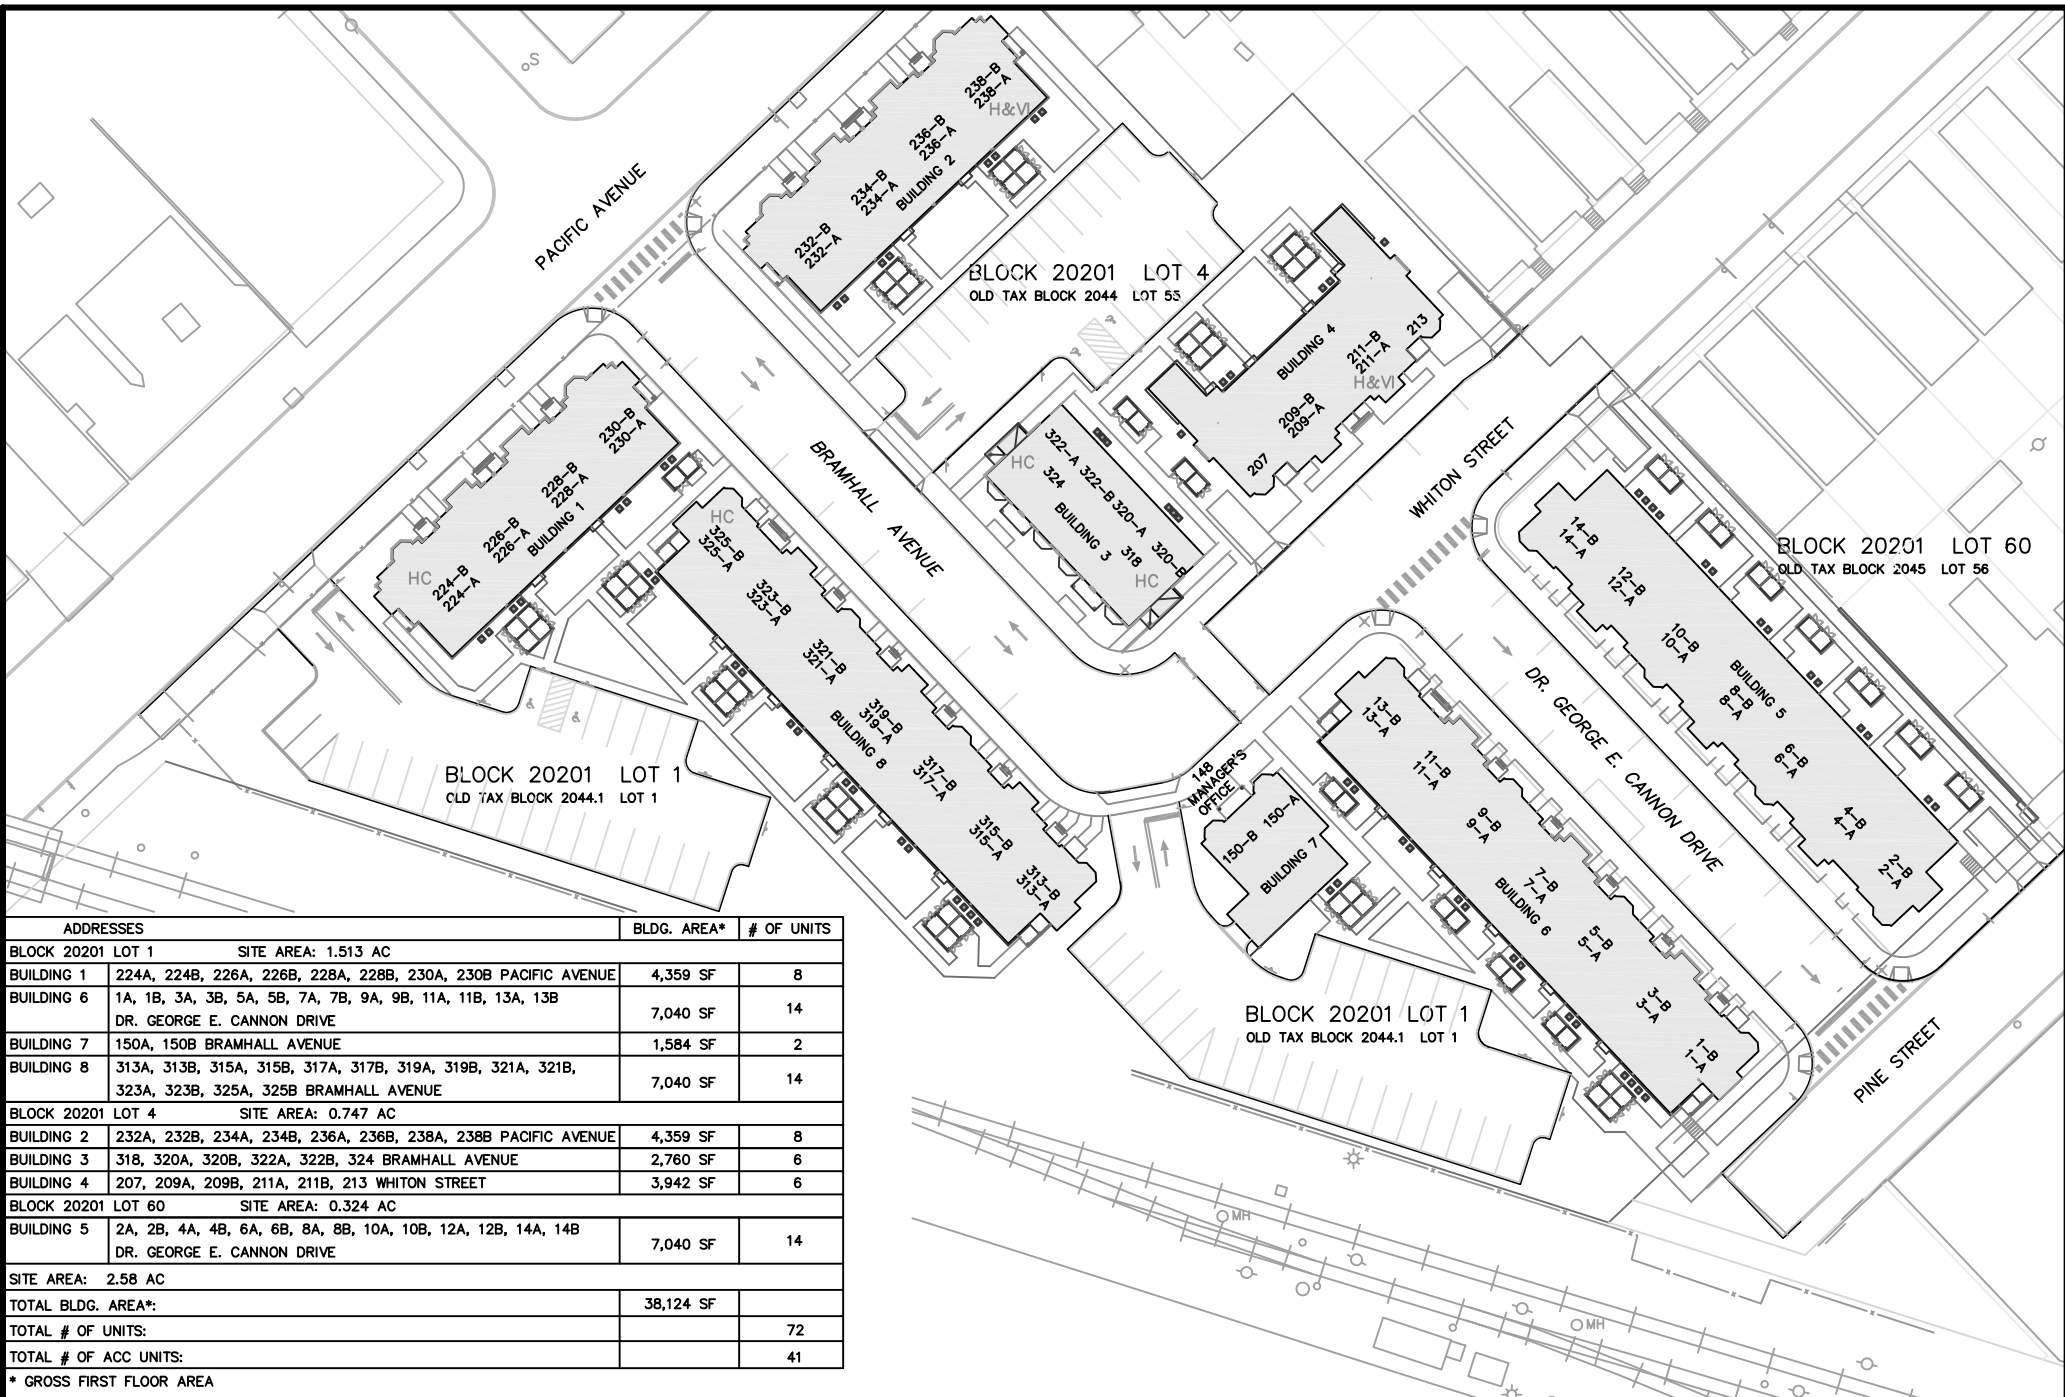 S
PACIFIC AVENUE
238-B
238-A
H&VI
236-B
236-A
234-B
234-A
BUILDING 2
232-B
232-A
BLOCK 20201 LOT 4
OLD TAX BLOCK 2044 LOT 55
BUILDING 4
213
211-B
211-A
H&VI
209-B
209-A
207
230-B
230-A
228-B
228-A
BUILDING 1
226-B
226-A
HC
224-B
224-A
BRAMHALL AVENUE
HC
322-A
324
322-B
320-A
BUILDING 3
318
320-B
HC
WHITON STREET
14-B
14-A
BLOCK 20201 LOT 60
OLD TAX BLOCK 2045 LOT 56
12-B
12-A
10-B
10-A
BUILDING 5
8-B
8-A
6-B
6-A
4-B
4-A
2-B
2-A
HC
325-B
325-A
323-B
323-A
321-B
321-A
319-B
319-A
BUILDING 8
317-B
317-A
315-B
315-A
313-B
313-A
DR. GEORGE E. CANNON DRIVE
BLOCK 20201 LOT 1
OLD TAX BLOCK 2044.1 LOT 1
148
MANAGER'S
OFFICE
150-B 150-A
BUILDING 7
13-B
13-A
11-B
11-A
9-B
9-A
7-B
7-A
BUILDING 6
5-B
5-A
3-B
3-A
1-B
1-A
BLOCK 20201 LOT 1
OLD TAX BLOCK 2044.1 LOT 1
PINE STREET
MH
MH
ADDRESSES BLDG. AREA* # OF UNITS
BLOCK 20201 LOT 1 SITE AREA: 1.513 AC
BUILDING 1 224A, 224B, 226A, 226B, 228A, 228B, 230A, 230B PACIFIC AVENUE 4,359 SF 8
BUILDING 6 1A, 1B, 3A, 3B, 5A, 5B, 7A, 7B, 9A, 9B, 11A, 11B, 13A, 13B
DR. GEORGE E. CANNON DRIVE 7,040 SF 14
BUILDING 7 150A, 150B BRAMHALL AVENUE 1,584 SF 2
BUILDING 8 313A, 313B, 315A, 315B, 317A, 317B, 319A, 319B, 321A, 321B,
323A, 323B, 325A, 325B BRAMHALL AVENUE 7,040 SF 14
BLOCK 20201 LOT 4 SITE AREA: 0.747 AC
BUILDING 2 232A, 232B, 234A, 234B, 236A, 236B, 238A, 238B PACIFIC AVENUE 4,359 SF 8
BUILDING 3 318, 320A, 320B, 322A, 322B, 324 BRAMHALL AVENUE 2,760 SF 6
BUILDING 4 207, 209A, 209B, 211A, 211B, 213 WHITON STREET 3,942 SF 6
BLOCK 20201 LOT 60 SITE AREA: 0.324 AC
BUILDING 5 2A, 2B, 4A, 4B, 6A, 6B, 8A, 8B, 10A, 10B, 12A, 12B, 14A, 14B
DR. GEORGE E. CANNON DRIVE 7,040 SF 14
SITE AREA: 2.58 AC
TOTAL BLDG. AREA*: 38,124 SF
TOTAL # OF UNITS: 72
TOTAL # OF ACC UNITS: 41
* GROSS FIRST FLOOR AREA